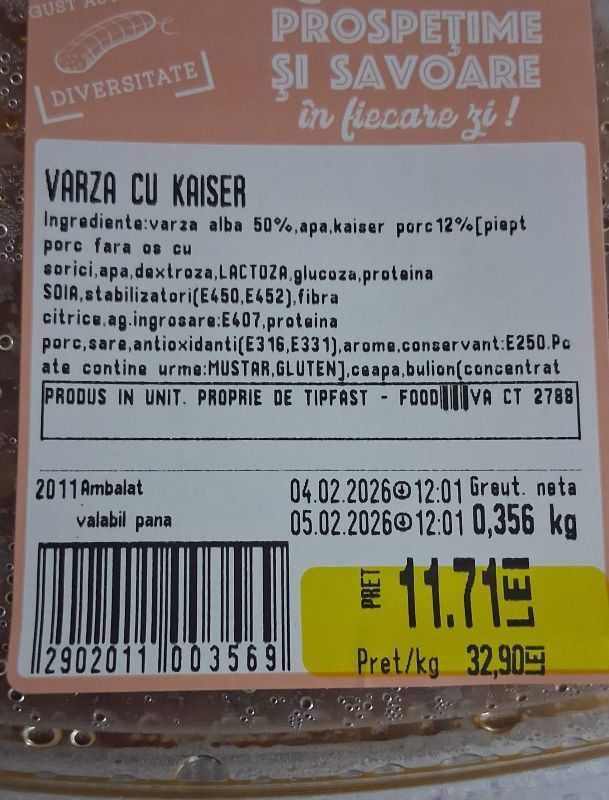 GUST
DIVERSITATE
PROSPEȚIME
ȘI SAVOARE
în fiecare zi !
VARZA CU KAISER
Ingrediente:varza alba 50%,apa,kaiser porc12%[piept
porc fara os cu
sorici,apa,dextroza,LACTOZA,glucoza,proteina
SOIA,stabilizatori(E450,E452),fibra
citrice,ag.ingrosare:E407,proteina
porc,sare,antioxidanti(E316,E331),arome,conservant:E250.Po
ate contine urme:MUSTAR,GLUTEN],ceapa,bulion(concentrat
PRODUS IN UNIT. PROPRIE DE TIPFAST - FOOD VA CT 2788
2011 Ambalat 04.02.2026 12:01 Greut. neta
valabil pana 05.02.2026 12:01 0,356 kg
PRET 11.71 LEI
Pret/kg 32,90 LEI
2902011 003569